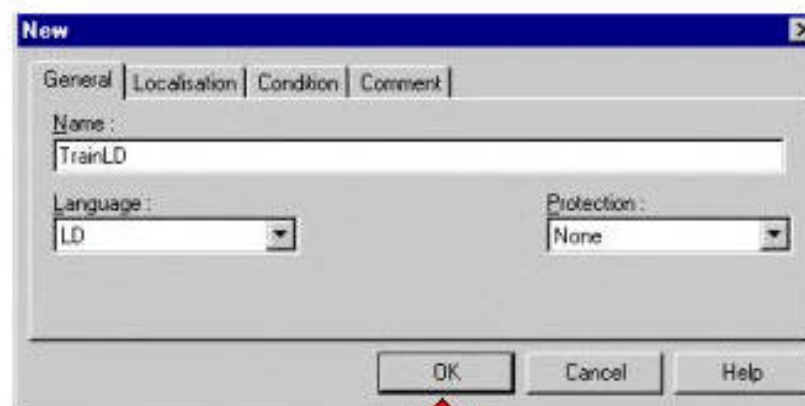 New
General Localisation Condition Comment
Name :
TrainLD
Language : Protection :
LD None
OK Cancel Help